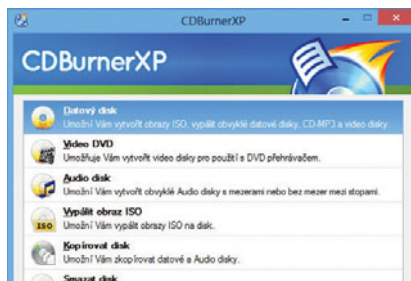 CDBurnerXP
CDBurnerXP
Datový disk
Umožní Vám vytvořit obrazy ISO, vypálit obvyklé datové disky, CD-MP3 a video disky
Video DVD
Umožňuje Vám vytvořit video disky pro použití s DVD přehrávačem.
Audio disk
Umožní Vám vytvořit obvyklé Audio disky s mezerami nebo bez mezer mezi stopami.
ISO
Vypálit obraz ISO
Umožní Vám vypálit obrazy ISO na disk.
Kopírovat disk
Umožní Vám zkopírovat datové a Audio disky.
Smazat disk